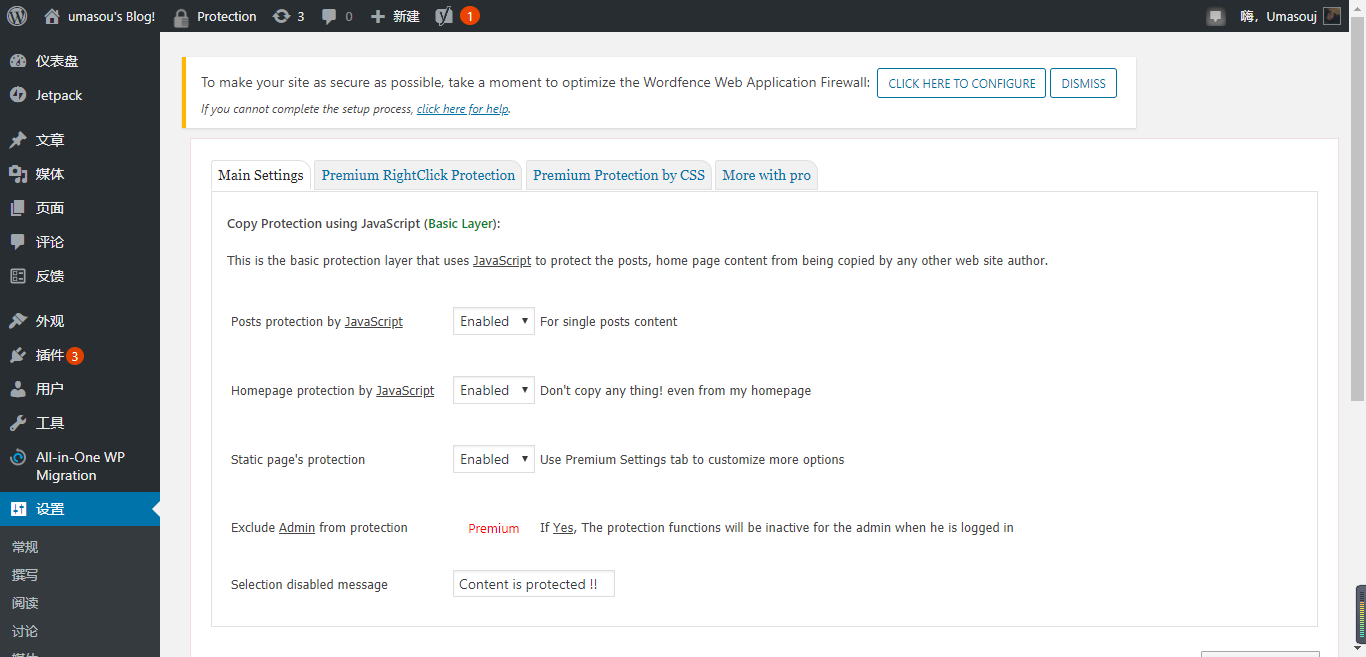 umasou's Blog! Protection 3 0 新建 1 嗨，Umasouj
仪表盘
Jetpack
文章
媒体
页面
评论
反馈
外观
插件 3
用户
工具
All-in-One WP
Migration
设置
常规
撰写
阅读
讨论
To make your site as secure as possible, take a moment to optimize the Wordfence Web Application Firewall: CLICK HERE TO CONFIGURE DISMISS
If you cannot complete the setup process, click here for help.
Main Settings Premium RightClick Protection Premium Protection by CSS More with pro
Copy Protection using JavaScript (Basic Layer):
This is the basic protection layer that uses JavaScript to protect the posts, home page content from being copied by any other web site author.
Posts protection by JavaScript Enabled For single posts content
Homepage protection by JavaScript Enabled Don't copy any thing! even from my homepage
Static page's protection Enabled Use Premium Settings tab to customize more options
Exclude Admin from protection Premium If Yes, The protection functions will be inactive for the admin when he is logged in
Selection disabled message Content is protected !!